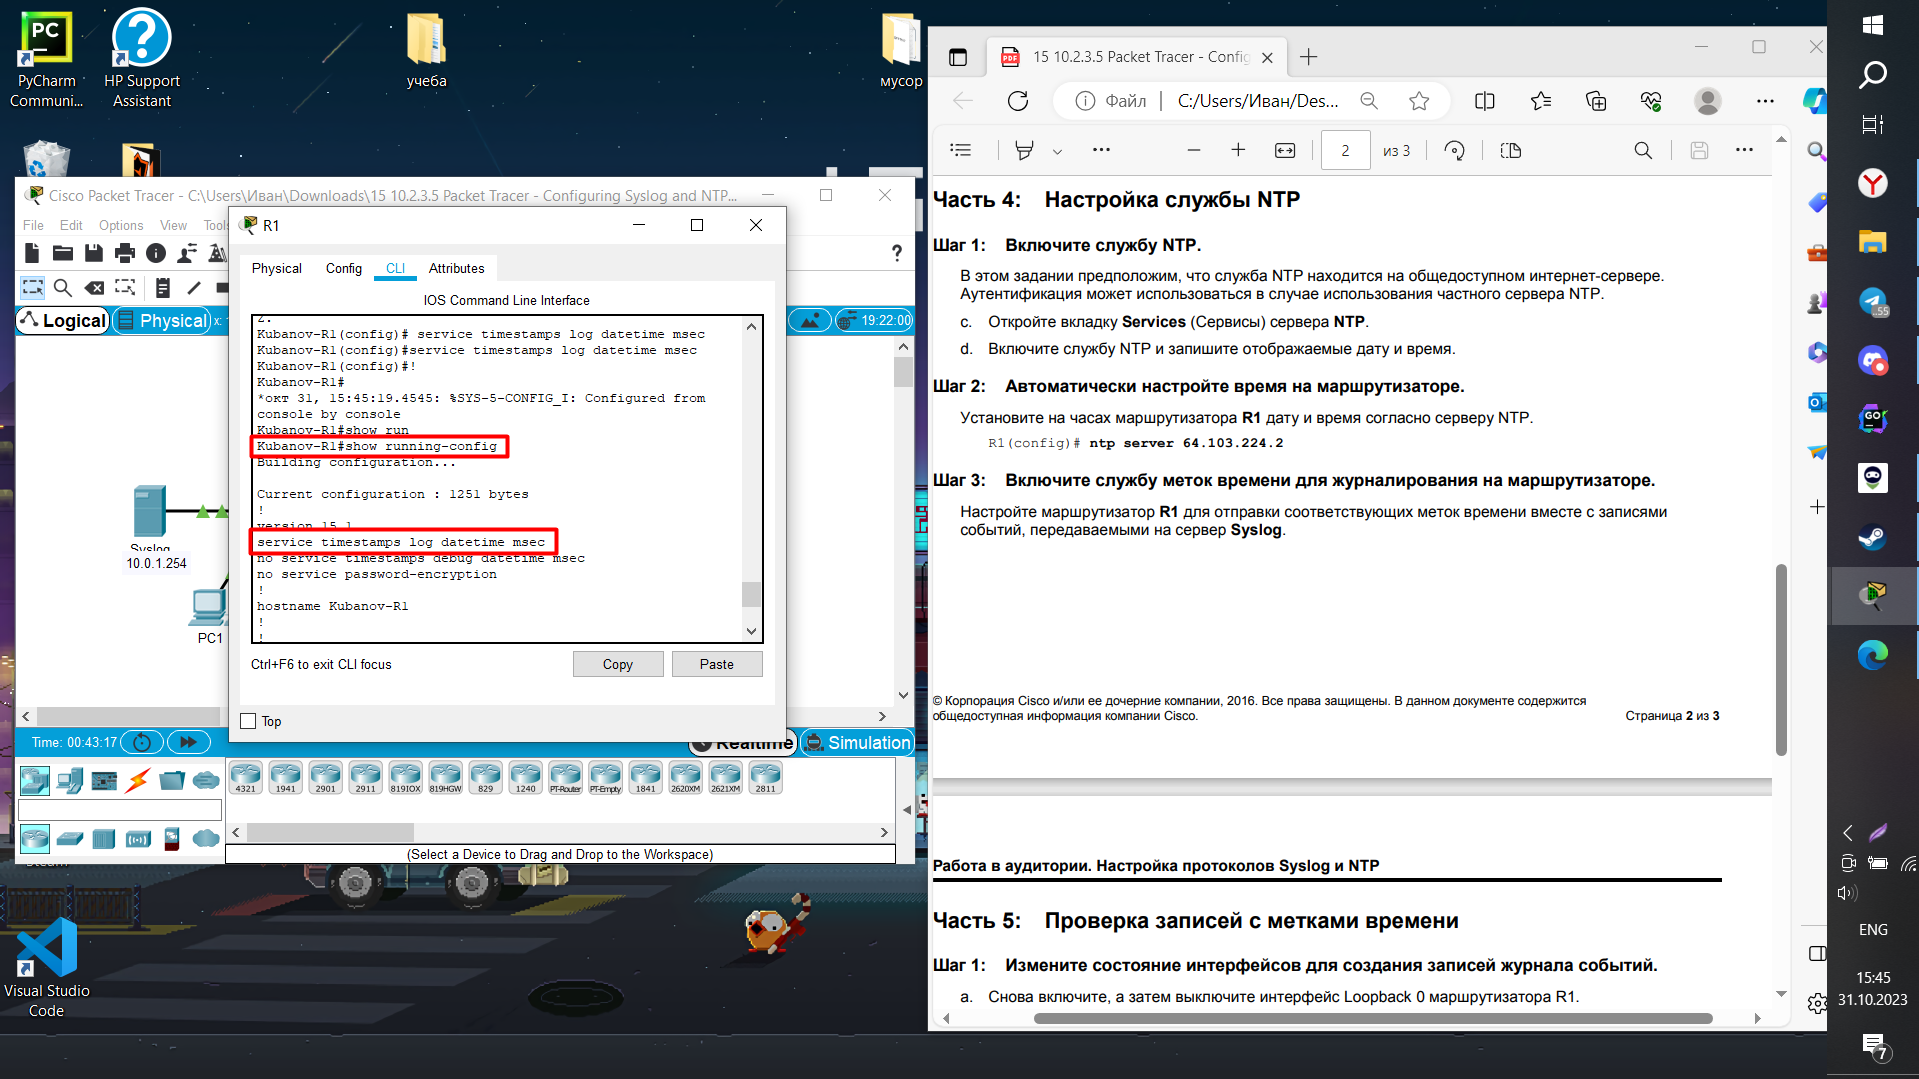 PyCharm
Communi...
HP Support
Assistant
учеба
мусор
Cisco Packet Tracer - C:\Users\Иван\Downloads\15 10.2.3.5 Packet Tracer - Configuring Syslog and NTP...
File Edit Options View Tools
Logical
Physical
x: 1
19:22:00
Syslog
10.0.1.254
PC1
R1
Physical Config CLI Attributes
IOS Command Line Interface
2.
Kubanov-R1(config)# service timestamps log datetime msec
Kubanov-R1(config)#service timestamps log datetime msec
Kubanov-R1(config)#!
Kubanov-R1#
*окт 31, 15:45:19.4545: %SYS-5-CONFIG_I: Configured from
console by console
Kubanov-R1#show run
Kubanov-R1#show running-config
Building configuration...
Current configuration : 1251 bytes
!
version 15.1
service timestamps log datetime msec
no service timestamps debug datetime msec
no service password-encryption
!
hostname Kubanov-R1
!
!
Ctrl+F6 to exit CLI focus
Copy
Paste
Top
Time: 00:43:17
Realtime
Simulation
4321 1941 2901 2911 819IOX 819HGW 829 1240 PT-Router PT-Empty 1841 2620XM 2621XM 2811
(Select a Device to Drag and Drop to the Workspace)
Steam
Visual Studio
Code
15 10.2.3.5 Packet Tracer - Config
Файл
C:/Users/Иван/Des...
2 из 3
Часть 4: Настройка службы NTP
Шаг 1: Включите службу NTP.
В этом задании предположим, что служба NTP находится на общедоступном интернет-сервере.
Аутентификация может использоваться в случае использования частного сервера NTP.
c. Откройте вкладку Services (Сервисы) сервера NTP.
d. Включите службу NTP и запишите отображаемые дату и время.
Шаг 2: Автоматически настройте время на маршрутизаторе.
Установите на часах маршрутизатора R1 дату и время согласно серверу NTP.
R1(config)# ntp server 64.103.224.2
Шаг 3: Включите службу меток времени для журналирования на маршрутизаторе.
Настройте маршрутизатор R1 для отправки соответствующих меток времени вместе с записями
событий, передаваемыми на сервер Syslog.
© Корпорация Cisco и/или ее дочерние компании, 2016. Все права защищены. В данном документе содержится
общедоступная информация компании Cisco.
Страница 2 из 3
Работа в аудитории. Настройка протоколов Syslog и NTP
Часть 5: Проверка записей с метками времени
Шаг 1: Измените состояние интерфейсов для создания записей журнала событий.
a. Снова включите, а затем выключите интерфейс Loopback 0 маршрутизатора R1.
ENG
15:45
31.10.2023
7